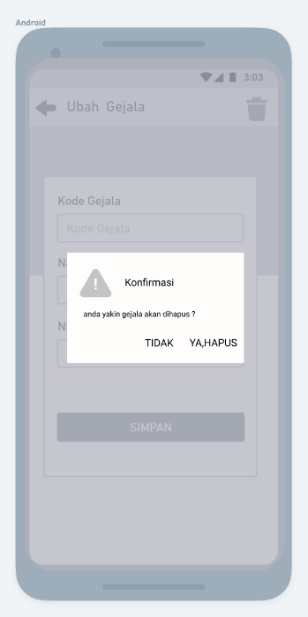 Android
3:03
Ubah Gejala
Kode Gejala
Kode Gejala
N
Konfirmasi
anda yakin gejala akan dihapus ?
N
TIDAK YA,HAPUS
SIMPAN